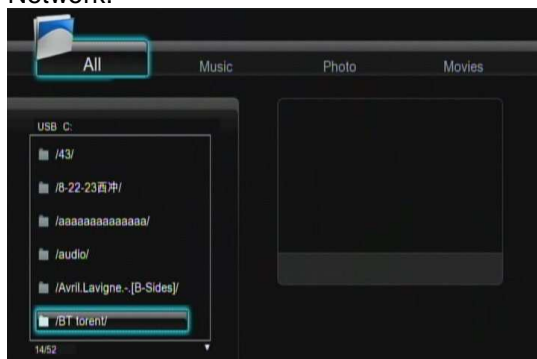 All Music Photo Movies
USB C:
/43/
/8-22-23西冲/
/aaaaaaaaaaaaaa/
/audio/
/Avril.Lavigne.-.[B-Sides]/
/BT torent/
14/52